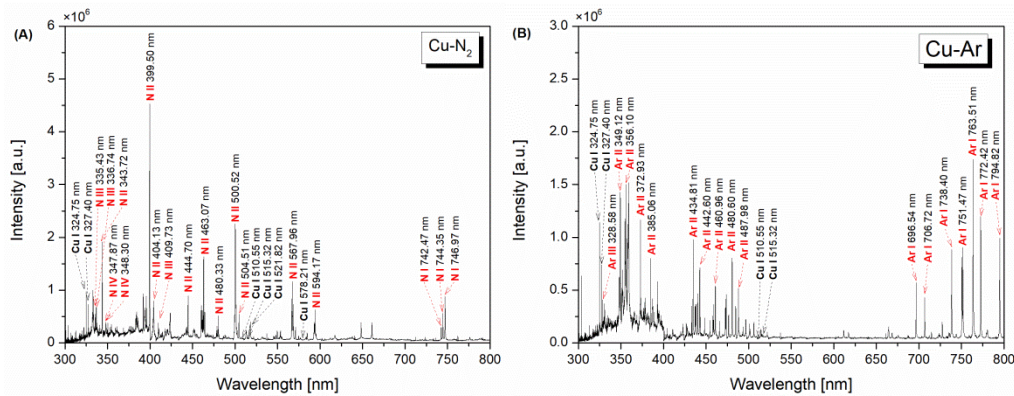 (A)
Cu-N₂
×10⁶
6
5
4
3
2
1
0
Intensity [a.u.]
Cu I 324.75 nm
Cu I 327.40 nm
N III 335.43 nm
N III 336.74 nm
N II 343.72 nm
N IV 347.87 nm
N IV 348.30 nm
N II 399.50 nm
N II 404.13 nm
N III 409.73 nm
N II 444.70 nm
N II 463.07 nm
N II 480.33 nm
N II 500.52 nm
N II 504.51 nm
Cu I 510.55 nm
Cu I 515.32 nm
Cu I 521.82 nm
N II 567.96 nm
Cu I 578.21 nm
N II 594.17 nm
N I 742.47 nm
N I 744.35 nm
N I 746.97 nm
300 350 400 450 500 550 600 650 700 750 800
Wavelength [nm]
(B)
Cu-Ar
×10⁶
3.0
2.5
2.0
1.5
1.0
0.5
0.0
Intensity [a.u.]
Cu I 324.75 nm
Cu I 327.40 nm
Ar III 328.58 nm
Ar II 349.12 nm
Ar II 356.10 nm
Ar II 372.93 nm
Ar II 385.06 nm
Ar II 434.81 nm
Ar II 442.60 nm
Ar II 460.96 nm
Ar II 480.60 nm
Ar II 487.98 nm
Cu I 510.55 nm
Cu I 515.32 nm
Ar I 696.54 nm
Ar I 706.72 nm
Ar I 738.40 nm
Ar I 751.47 nm
Ar I 763.51 nm
Ar I 772.42 nm
Ar I 794.82 nm
300 350 400 450 500 550 600 650 700 750 800
Wavelength [nm]